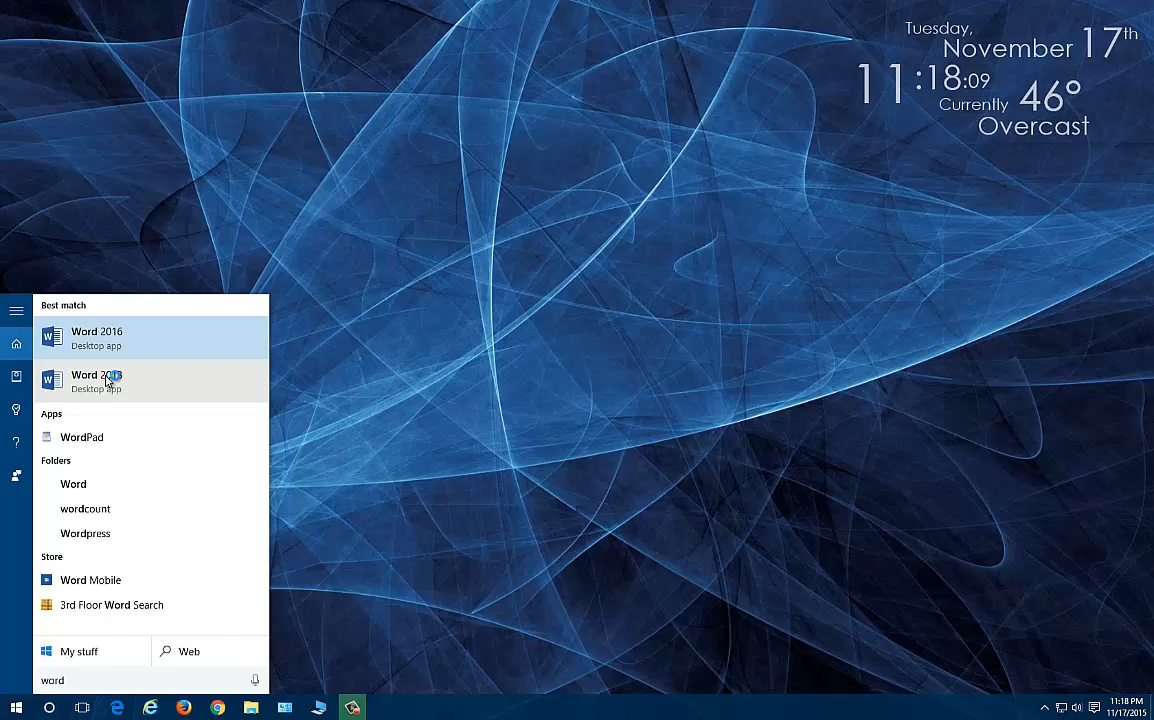 Tuesday,
November 17th
11:18:09
Currently 46°
Overcast
Best match
Word 2016
Desktop app
Word
Desktop app
Apps
WordPad
Folders
Word
wordcount
Wordpress
Store
Word Mobile
3rd Floor Word Search
My stuff
Web
word
11:18 PM
11/17/2015